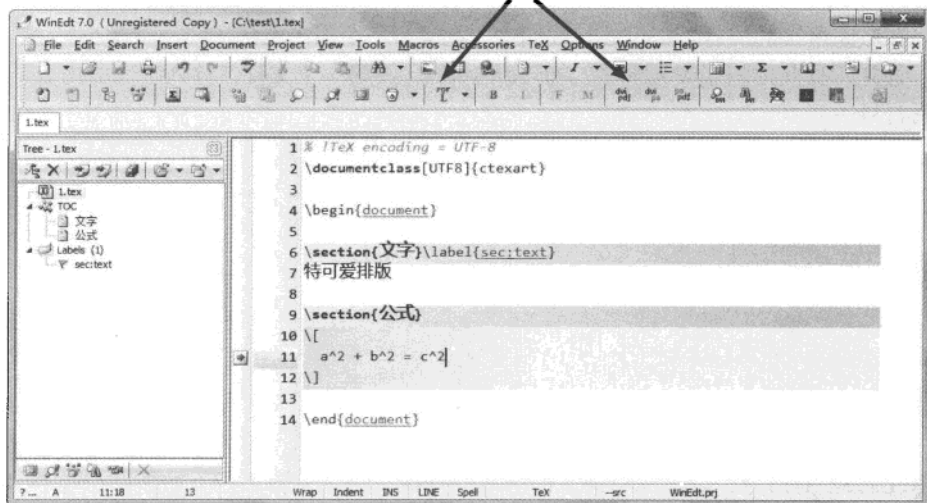 WinEdt 7.0 (Unregistered Copy) - [C:\test\1.tex]
File Edit Search Insert Document Project View Tools Macros Accessories TeX Options Window Help
1.tex
Tree - 1.tex
1.tex
TOC
文字
公式
Labels (1)
sec:text
1 % !TeX encoding = UTF-8
2 \documentclass[UTF8]{ctexart}
3
4 \begin{document}
5
6 \section{文字}\label{sec:text}
7 特可爱排版
8
9 \section{公式}
10 \[
11 a^2 + b^2 = c^2
12 \]
13
14 \end{document}
?... A 11:18 13 Wrap Indent INS LINE Spell TeX --src WinEdt.prj